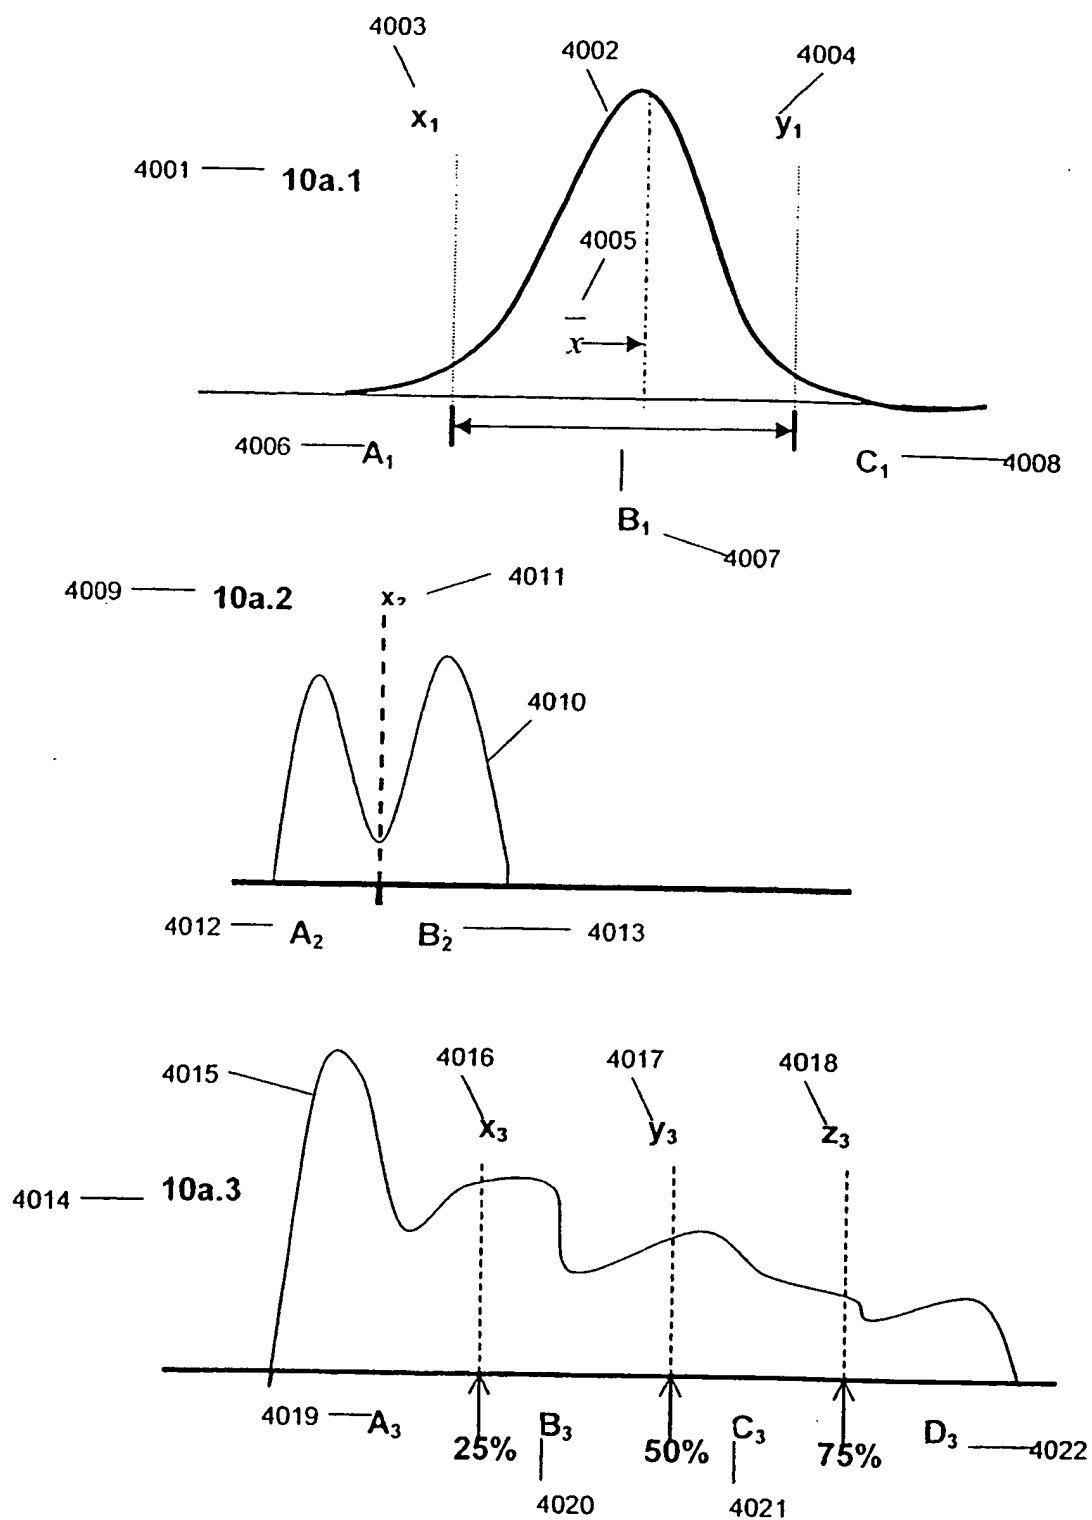 4003
4002
4004
x₁
y₁
4001
10a.1
4005
x̅
4006
A₁
C₁
4008
B₁
4007
4009
10a.2
x₂
4011
4010
4012
A₂
B₂
4013
4015
4016
4017
4018
x₃
y₃
z₃
4014
10a.3
4019
A₃
B₃
C₃
D₃
4022
25%
50%
75%
4020
4021